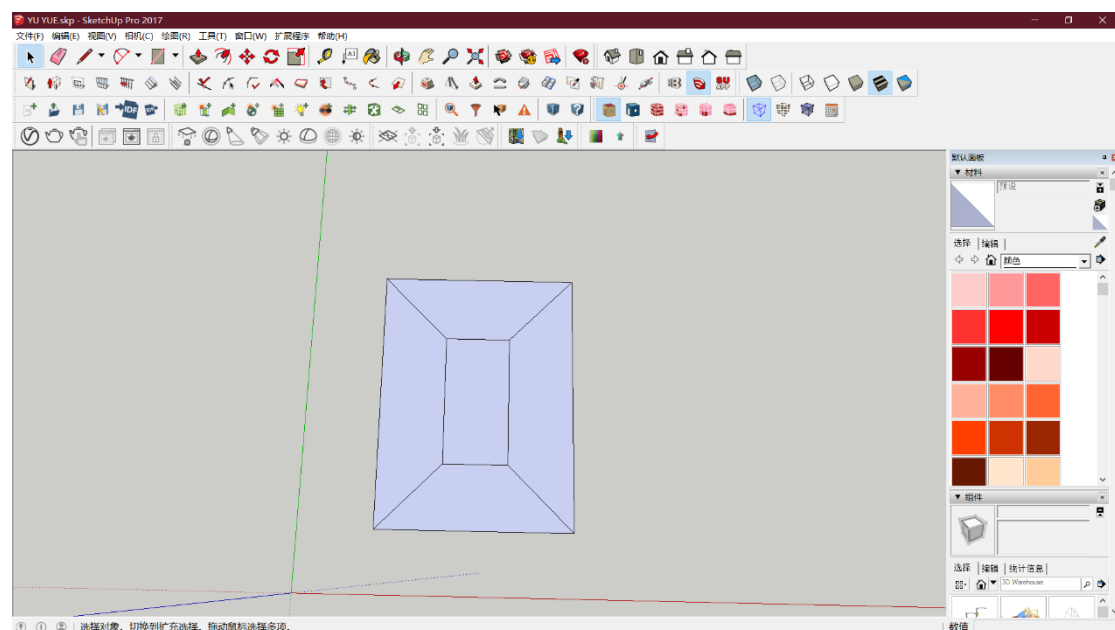 YU YUE.skp - SketchUp Pro 2017
文件(F) 编辑(E) 视图(V) 相机(C) 绘图(R) 工具(T) 窗口(W) 扩展程序 帮助(H)
默认面板
▼ 材料
预设
选择 编辑
颜色
▼ 组件
选择 编辑 统计信息
3D Warehouse
选择对象。切换到扩充选择。拖动鼠标选择多项。
数值